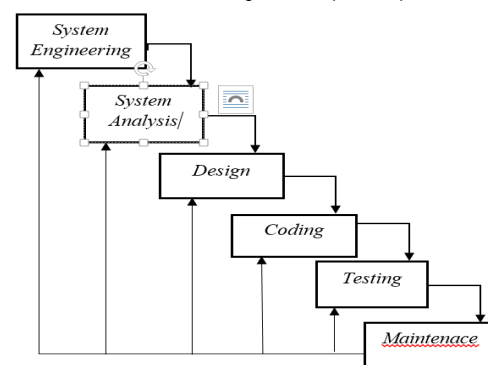 System
Engineering
System
Analysis
Design
Coding
Testing
Maintenace